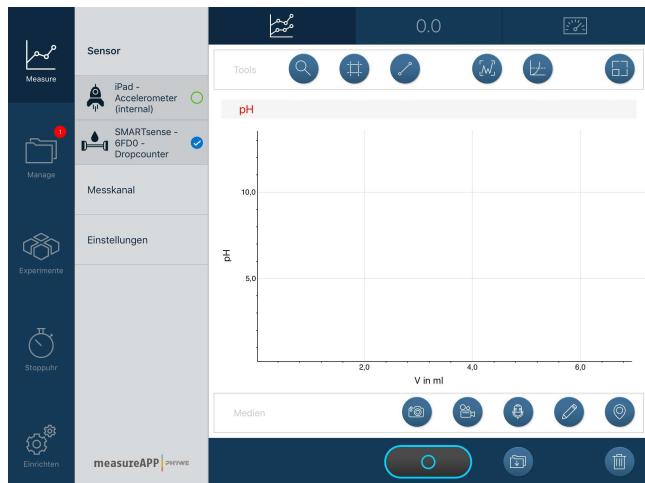 Measure
1
Manage
Experimente
Stoppuhr
Einrichten
Sensor
iPad -
Accelerometer
(internal)
SMARTsense -
6FD0 -
Dropcounter
Messkanal
Einstellungen
measureAPP PHYWE
0.0
Tools
pH
10,0
5,0
pH
2,0
4,0
6,0
V in ml
Medien